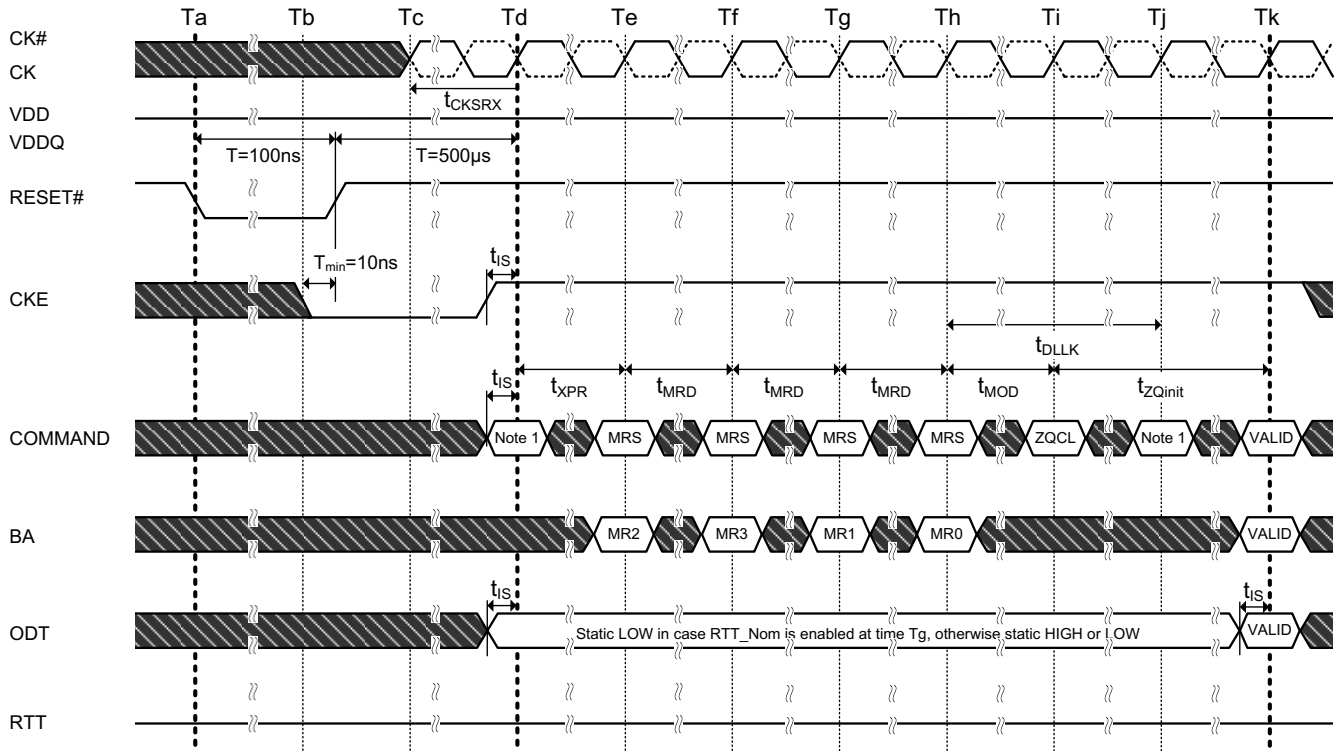 Ta Tb Tc Td Te Tf Tg Th Ti Tj Tk
CK#
CK
tCKSRX
VDD
VDDQ
T=100ns T=500µs
RESET#
Tmin=10ns tIS
CKE
tDLLK
tIS tXPR tMRD tMRD tMRD tMOD tZQinit
COMMAND Note 1 MRS MRS MRS MRS ZQCL Note 1 VALID
BA MR2 MR3 MR1 MR0 VALID
tIS tIS
ODT Static LOW in case RTT_Nom is enabled at time Tg, otherwise static HIGH or LOW VALID
RTT